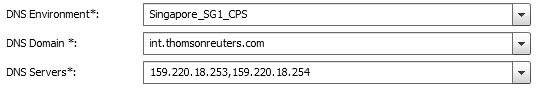 DNS Environment*: Singapore_SG1_CPS
DNS Domain *: int.thomsonreuters.com
DNS Servers*: 159.220.18.253,159.220.18.254